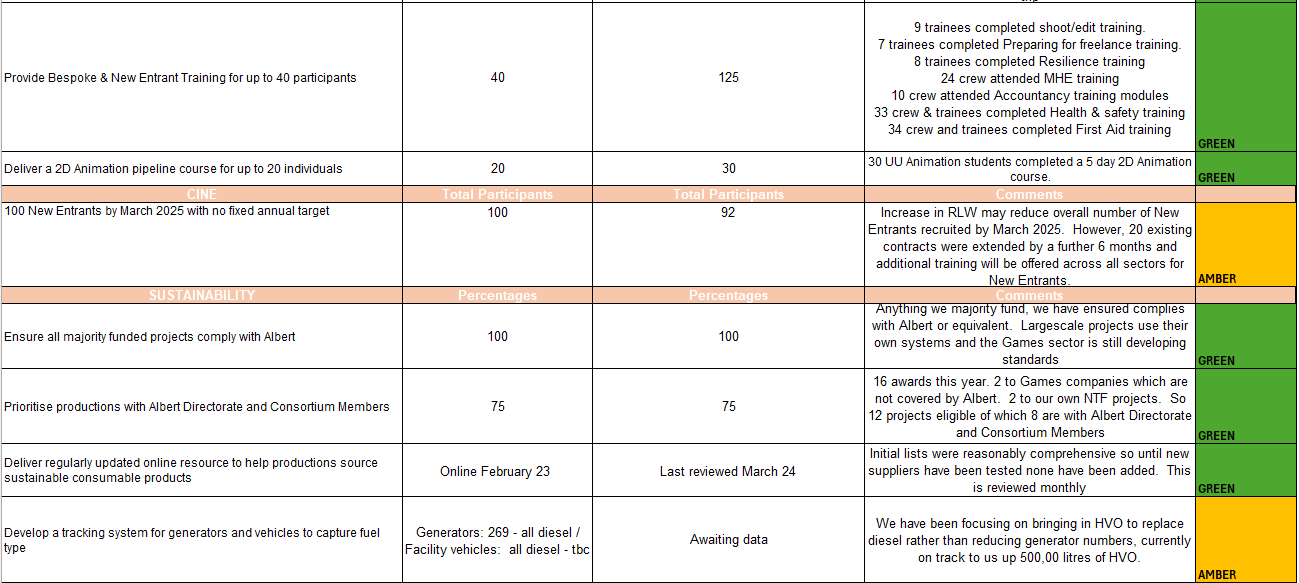 9 trainees completed shoot/edit training.
7 trainees completed Preparing for freelance training.
8 trainees completed Resilience training
Provide Bespoke & New Entrant Training for up to 40 participants
40
125
24 crew attended MHE training
10 crew attended Accountancy training modules
33 crew & trainees completed Health & safety training
34 crew and trainees completed First Aid training
GREEN
Deliver a 2D Animation pipeline course for up to 20 individuals
20
30
30 UU Animation students completed a 5 day 2D Animation
course.
GREEN
CINE
Total Participants
Total Participants
Comments
100 New Entrants by March 2025 with no fixed annual target
100
92
Increase in RLW may reduce overall number of New
Entrants recruited by March 2025.  However, 20 existing
contracts were extended by a further 6 months and
additional training will be offered across all sectors for
New Entrants.
AMBER
SUSTAINABILITY
Percentages
Percentages
Comments
Ensure all majority funded projects comply with Albert
100
100
Anything we majority fund, we have ensured complies
with Albert or equivalent.  Largescale projects use their
own systems and the Games sector is still developing
standards
GREEN
Prioritise productions with Albert Directorate and Consortium Members
75
75
16 awards this year. 2 to Games companies which are
not covered by Albert.  2 to our own NTF projects.  So
12 projects eligible of which 8 are with Albert Directorate
and Consortium Members
GREEN
Deliver regularly updated online resource to help productions source
sustainable consumable products
Online February 23
Last reviewed March 24
Initial lists were reasonably comprehensive so until new
suppliers have been tested none have been added.  This
is reviewed monthly
GREEN
Develop a tracking system for generators and vehicles to capture fuel
type
Generators: 269 - all diesel /
Facility vehicles:  all diesel - tbc
Awaiting data
We have been focusing on bringing in HVO to replace
diesel rather than reducing generator numbers, currently
on track to us up 500,00 litres of HVO.
AMBER